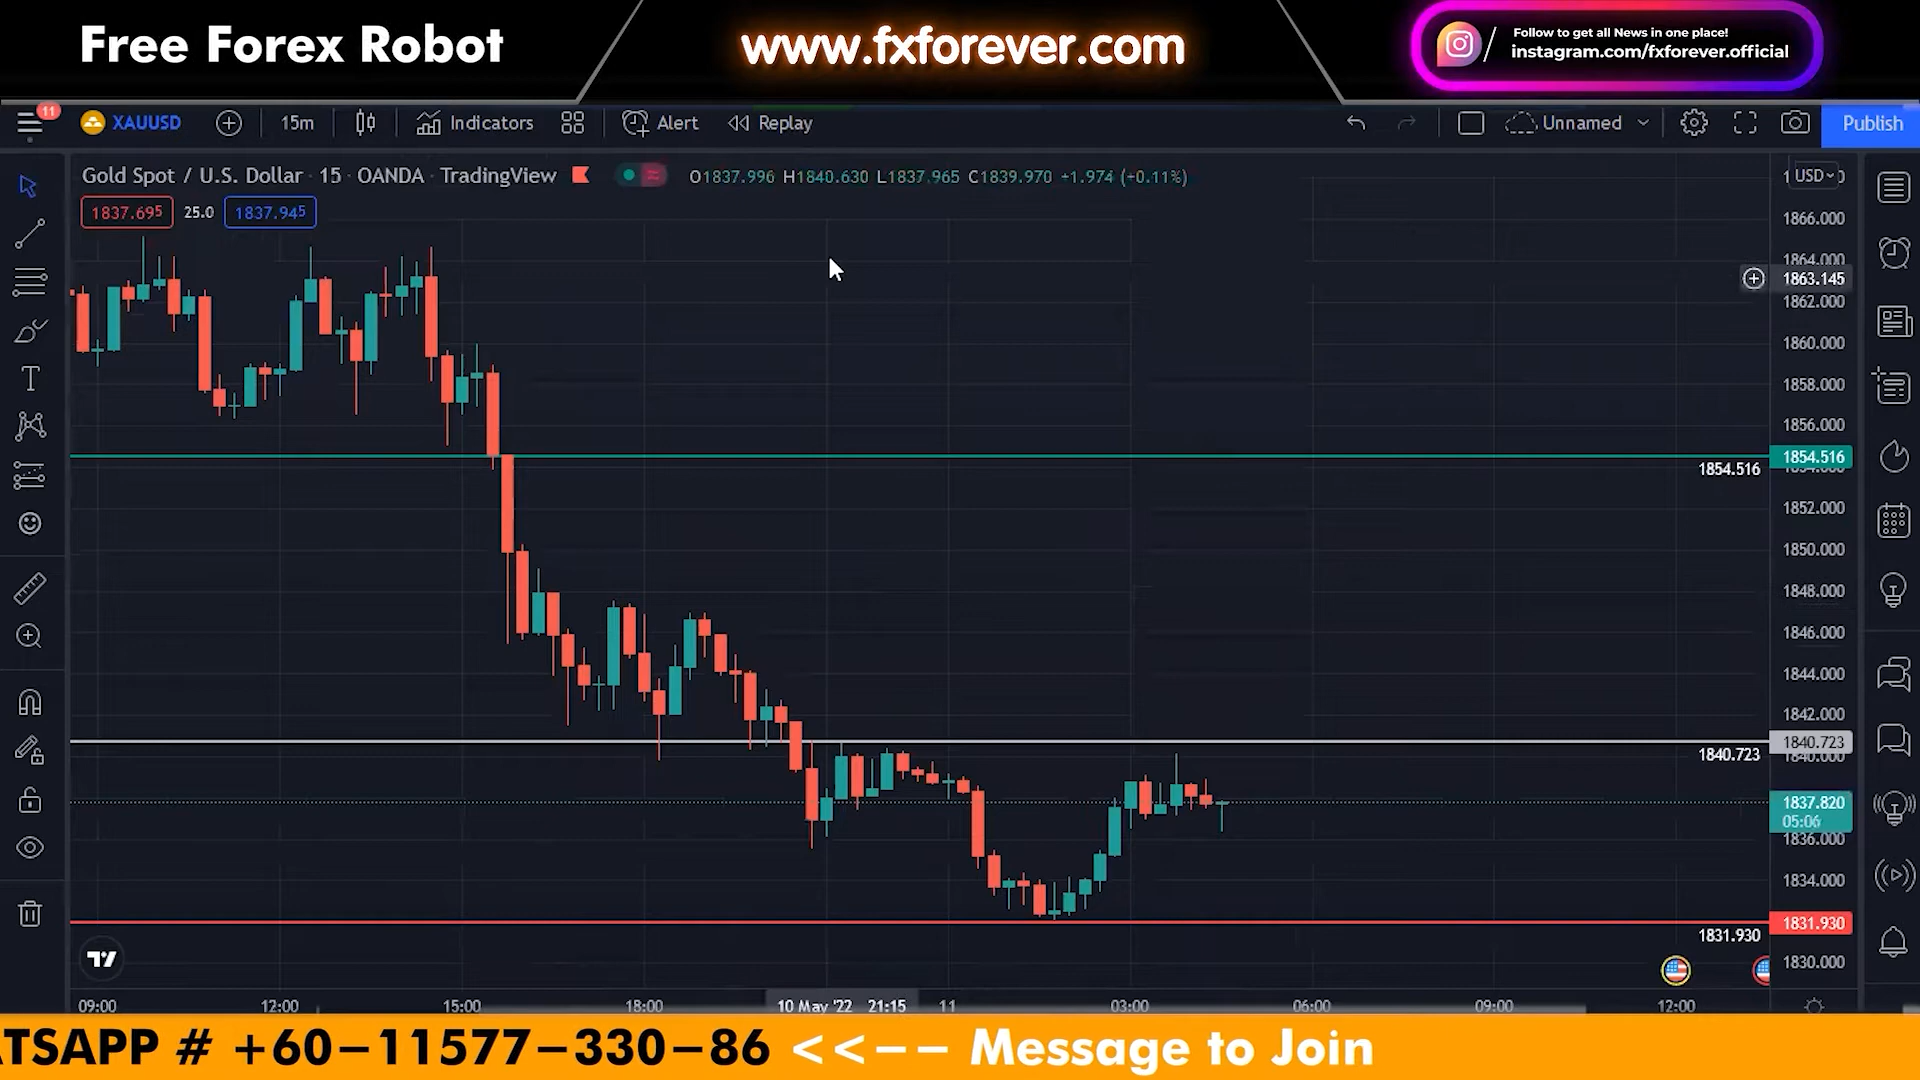 Free Forex Robot
www.fxforever.com
Follow to get all News in one place!
instagram.com/fxforever.official
11
XAUUSD
15m
Indicators
Alert
Replay
Unnamed
Publish
Gold Spot / U.S. Dollar · 15 · OANDA · TradingView
O1837.996 H1840.630 L1837.965 C1839.970 +1.974 (+0.11%)
USD
1837.695
25.0
1837.945
1866.000
1864.000
1863.145
1862.000
1860.000
1858.000
1856.000
1854.516
1854.516
1852.000
1850.000
1848.000
1846.000
1844.000
1842.000
1840.723
1840.723
1840.000
1837.820
05:06
1836.000
1834.000
1831.930
1831.930
1830.000
09:00
12:00
15:00
18:00
10 May '22 21:15
11
03:00
06:00
09:00
12:00
ATSAPP # +60-11577-330-86 <<-- Message to Join